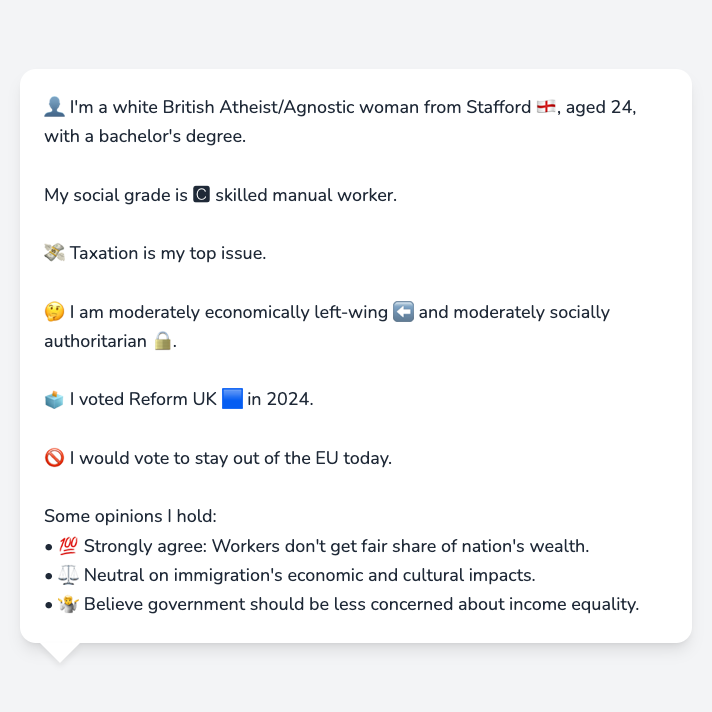 👤 I'm a white British Atheist/Agnostic woman from Stafford 🏴󠁧󠁢󠁥󠁮󠁧󠁿, aged 24,
with a bachelor's degree.
My social grade is 🅲 skilled manual worker.
💸 Taxation is my top issue.
🤔 I am moderately economically left-wing ⬅️ and moderately socially
authoritarian 🔒.
🗳️ I voted Reform UK 🟦 in 2024.
🚫 I would vote to stay out of the EU today.
Some opinions I hold:
• 💯 Strongly agree: Workers don't get fair share of nation's wealth.
• ⚖️ Neutral on immigration's economic and cultural impacts.
• 🤷 Believe government should be less concerned about income equality.